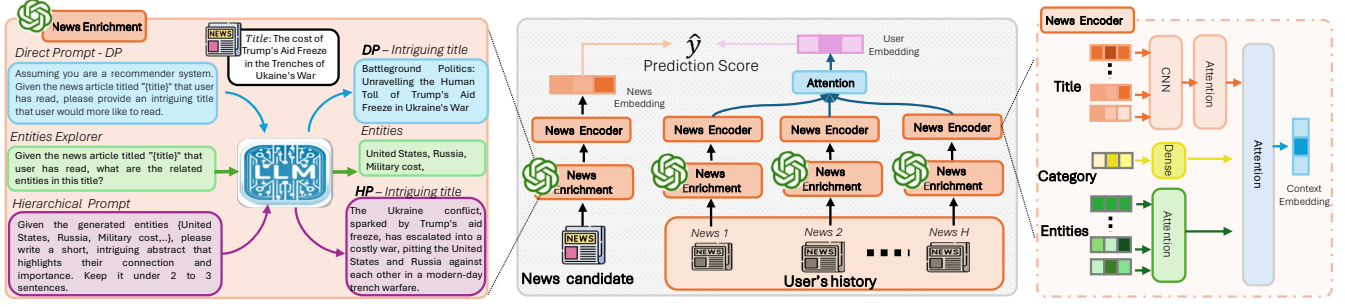 News Enrichment
Title: The cost of
Trump's Aid Freeze
in the Trenches of
Ukaine's War
Direct Prompt - DP
Assuming you are a recommender system.
Given the news article titled "{title}" that user
has read, please provide an intriguing title
that user would more like to read.
Entities Explorer
Given the news article titled "{title}" that
user has read, what are the related
entities in this title?
Hierarchical Prompt
Given the generated entities {United
States, Russia, Military cost,..}, please
write a short, intriguing abstract that
highlights their connection and
importance. Keep it under 2 to 3
sentences.
LLM
DP – Intriguing title
Battleground Politics:
Unravelling the Human
Toll of Trump's Aid
Freeze in Ukraine's War
Entities
United States, Russia,
Military cost,
HP – Intriguing title
The Ukraine conflict,
sparked by Trump's aid
freeze, has escalated into a
costly war, pitting the United
States and Russia against
each other in a modern-day
trench warfare.
ŷ
Prediction Score
User
Embedding
News
Embedding
Attention
News Encoder
News Encoder
News Encoder
News Encoder
News
Enrichment
News
Enrichment
News
Enrichment
News
Enrichment
NEWS
News candidate
News 1
News 2
News H
NEWS
NEWS
NEWS
User's history
News Encoder
Title
CNN
Attention
Category
Dense
Entities
Attention
Attention
Context
Embedding